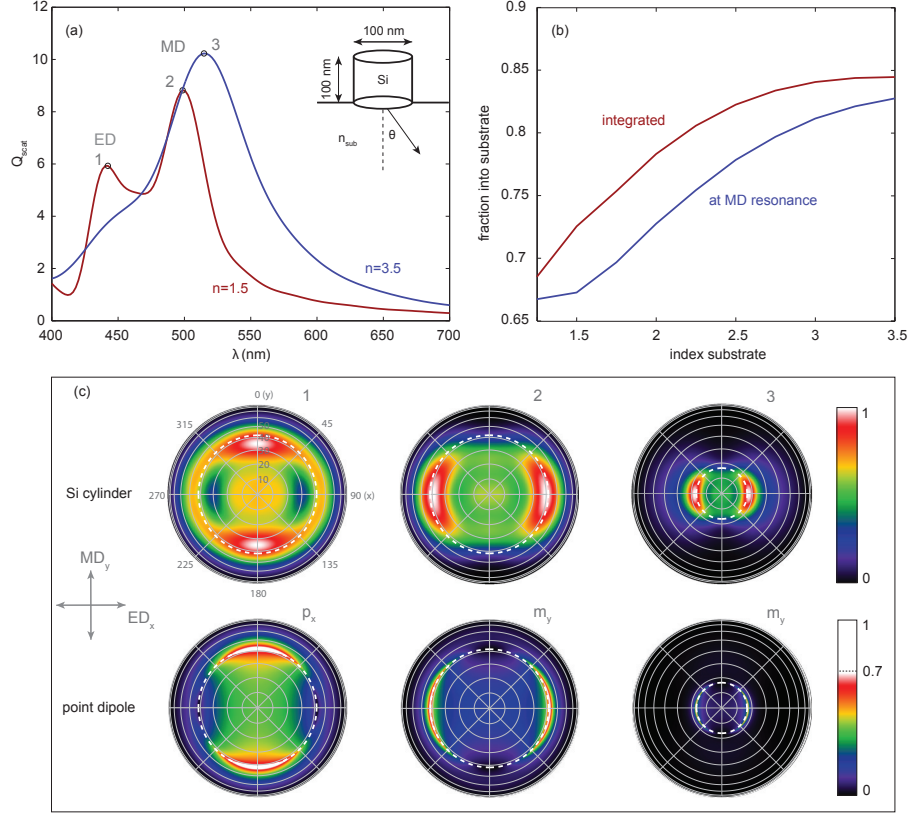 (a)
100 nm
100 nm
Si
n_sub
θ
MD
3
2
ED
1
n=3.5
n=1.5
Q_scat
12
10
8
6
4
2
0
400
450
500
550
600
650
700
λ (nm)
(b)
integrated
at MD resonance
fraction into substrate
0.9
0.85
0.8
0.75
0.7
0.65
1.5
2
2.5
3
3.5
index substrate
(c)
1
2
3
0 (y)
45
90 (x)
135
180
225
270
315
10
20
30
Si cylinder
1
0
MD_y
ED_x
p_x
m_y
m_y
point dipole
1
0.7
0